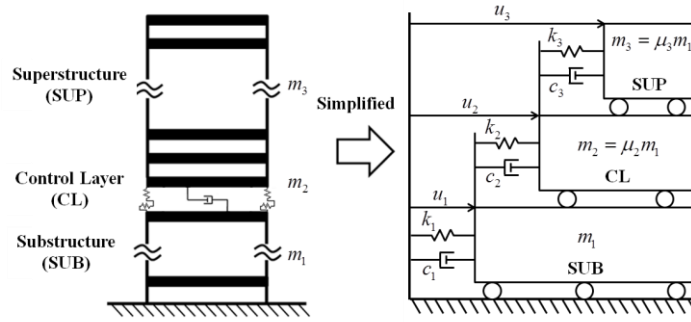 Superstructure
(SUP)
m₃
Control Layer
(CL)
m₂
Substructure
(SUB)
m₁
Simplified
u₃
k₃
c₃
m₃ = μ₃m₁
SUP
u₂
k₂
c₂
m₂ = μ₂m₁
CL
u₁
k₁
c₁
m₁
SUB